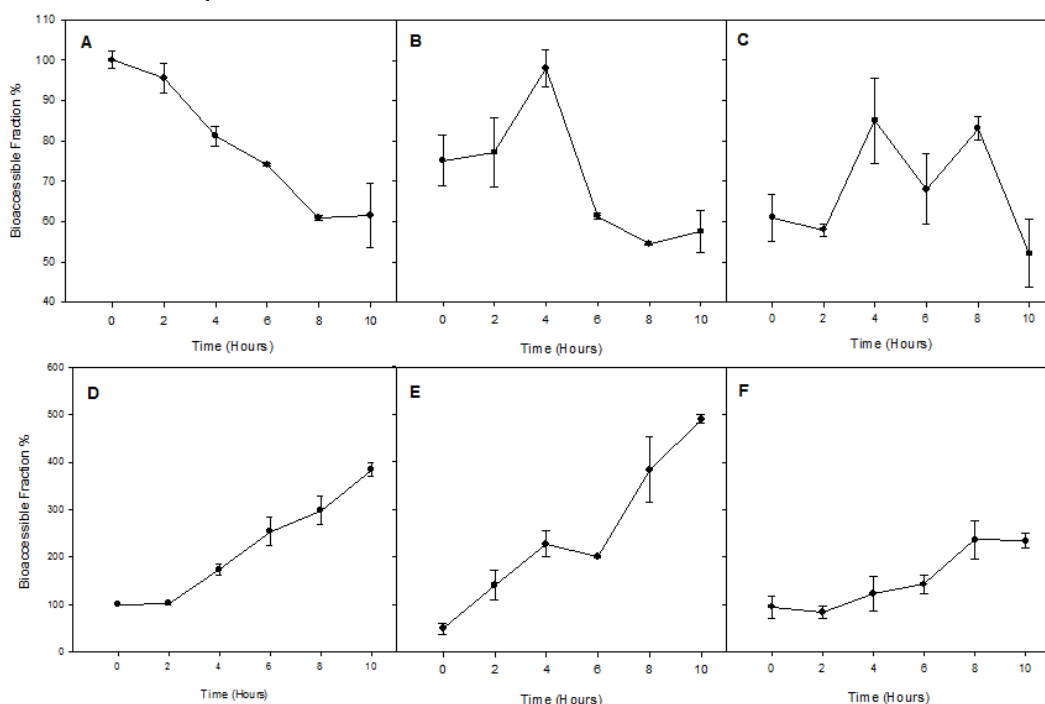 110
100
90
80
70
60
50
40
Bioaccessible Fraction %
A
B
C
0 2 4 6 8 10
0 2 4 6 8 10
0 2 4 6 8 10
Time (Hours)
Time (Hours)
Time (Hours)
600
500
400
300
200
100
0
Bioaccessible Fraction %
D
E
F
0 2 4 6 8 10
0 2 4 6 8 10
0 2 4 6 8 10
Time (Hours)
Time (Hours)
Time (Hours)